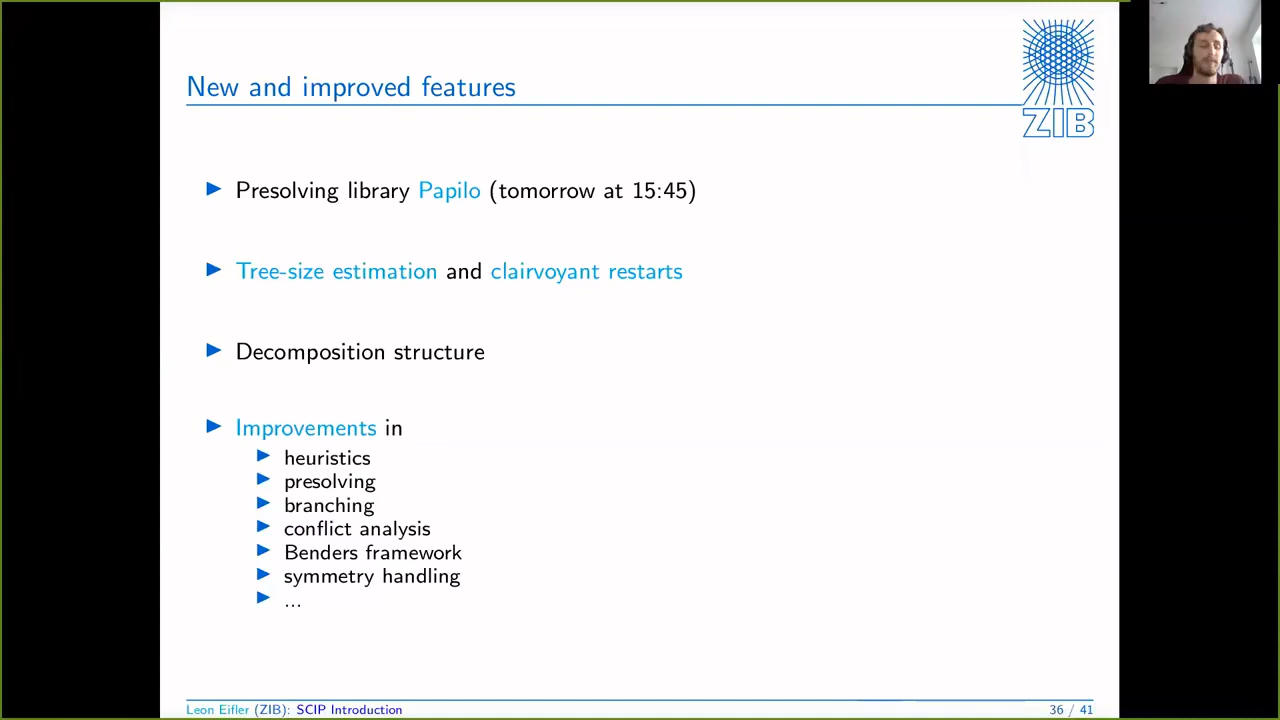 New and improved features
ZIB
Presolving library Papilo (tomorrow at 15:45)
Tree-size estimation and clairvoyant restarts
Decomposition structure
Improvements in
heuristics
presolving
branching
conflict analysis
Benders framework
symmetry handling
...
Leon Eifler (ZIB): SCIP Introduction
36 / 41